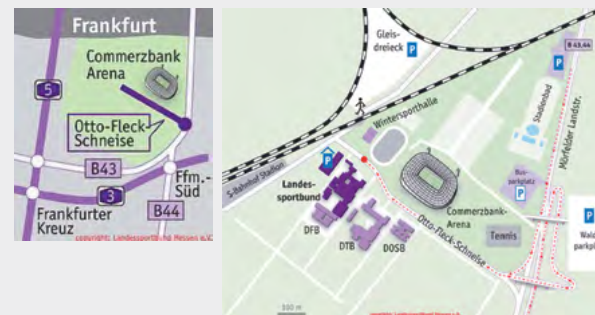 Frankfurt
Commerzbank
Arena
5
Otto-Fleck
Schneise
B43
3
Ffm.-
Süd
Frankfurter
Kreuz
B44
copyright: Landessportbund Hessen e.V.
Gleis-
dreieck
P
B 43,44
P
Wintersporthalle
Stadionbad
Mörfelder Landstr.
S-Bahnhof Stadion
P
Landes-
sportbund
Bus-
parkplatz
P
Commerzbank-
Arena
Otto-Fleck-Schneise
DFB
DTB
DOSB
Tennis
P
Wald
parkpl